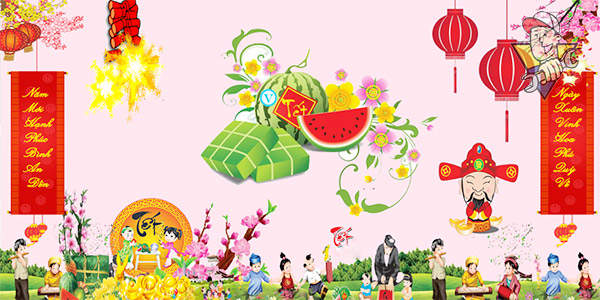 Năm
Mới
Hạnh
Phúc
Bình
An
Đến
V
Ngày
Xuân
Vinh
Hoa
Phú
Quý
Về
Tết
Tết